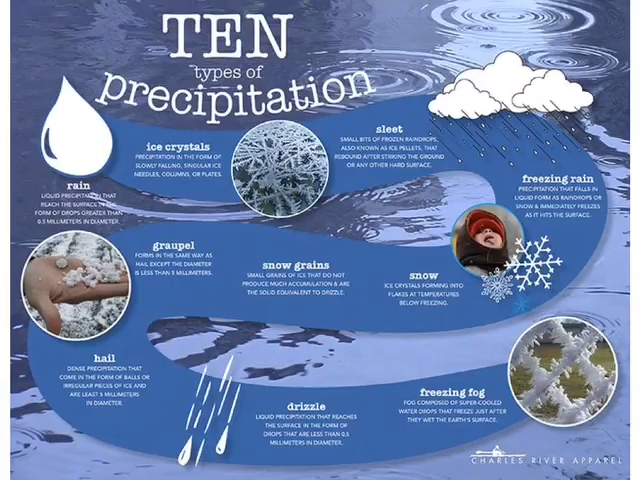 TEN
types of
precipitation
rain
LIQUID PRECIPITATION THAT
REACH THE SURFACE IN THE
FORM OF DROPS GREATER THAN
0.5 MILLIMETERS IN DIAMETER.
ice crystals
PRECIPITATION IN THE FORM OF
SLOWLY FALLING, SINGULAR ICE
NEEDLES, COLUMNS, OR PLATES.
sleet
SMALL BITS OF FROZEN RAINDROPS,
ALSO KNOWN AS ICE PELLETS, THAT
REBOUND AFTER STRIKING THE GROUND
OR ANY OTHER HARD SURFACE.
freezing rain
PRECIPITATION THAT FALLS IN
LIQUID FORM AS RAINDROPS OR
SNOW & IMMEDIATELY FREEZES
AS IT HITS THE SURFACE.
graupel
FORMS IN THE SAME WAY AS
HAIL EXCEPT THE DIAMETER
IS LESS THAN 5 MILLIMETERS.
snow grains
SMALL GRAINS OF ICE THAT DO NOT
PRODUCE MUCH ACCUMULATION & ARE
THE SOLID EQUIVALENT TO DRIZZLE.
snow
ICE CRYSTALS FORMING INTO
FLAKES AT TEMPERATURES
BELOW FREEZING.
hail
DENSE PRECIPITATION THAT
COME IN THE FORM OF BALLS OR
IRREGULAR PIECES OF ICE AND
ARE LEAST 5 MILLIMETERS
IN DIAMETER.
drizzle
LIQUID PRECIPITATION THAT REACHES
THE SURFACE IN THE FORM OF
DROPS THAT ARE LESS THAN 0.5
MILLIMETERS IN DIAMETER.
freezing fog
FOG COMPOSED OF SUPER-COOLED
WATER DROPS THAT FREEZE JUST AFTER
THEY WET THE EARTH'S SURFACE.
CHARLES RIVER APPAREL